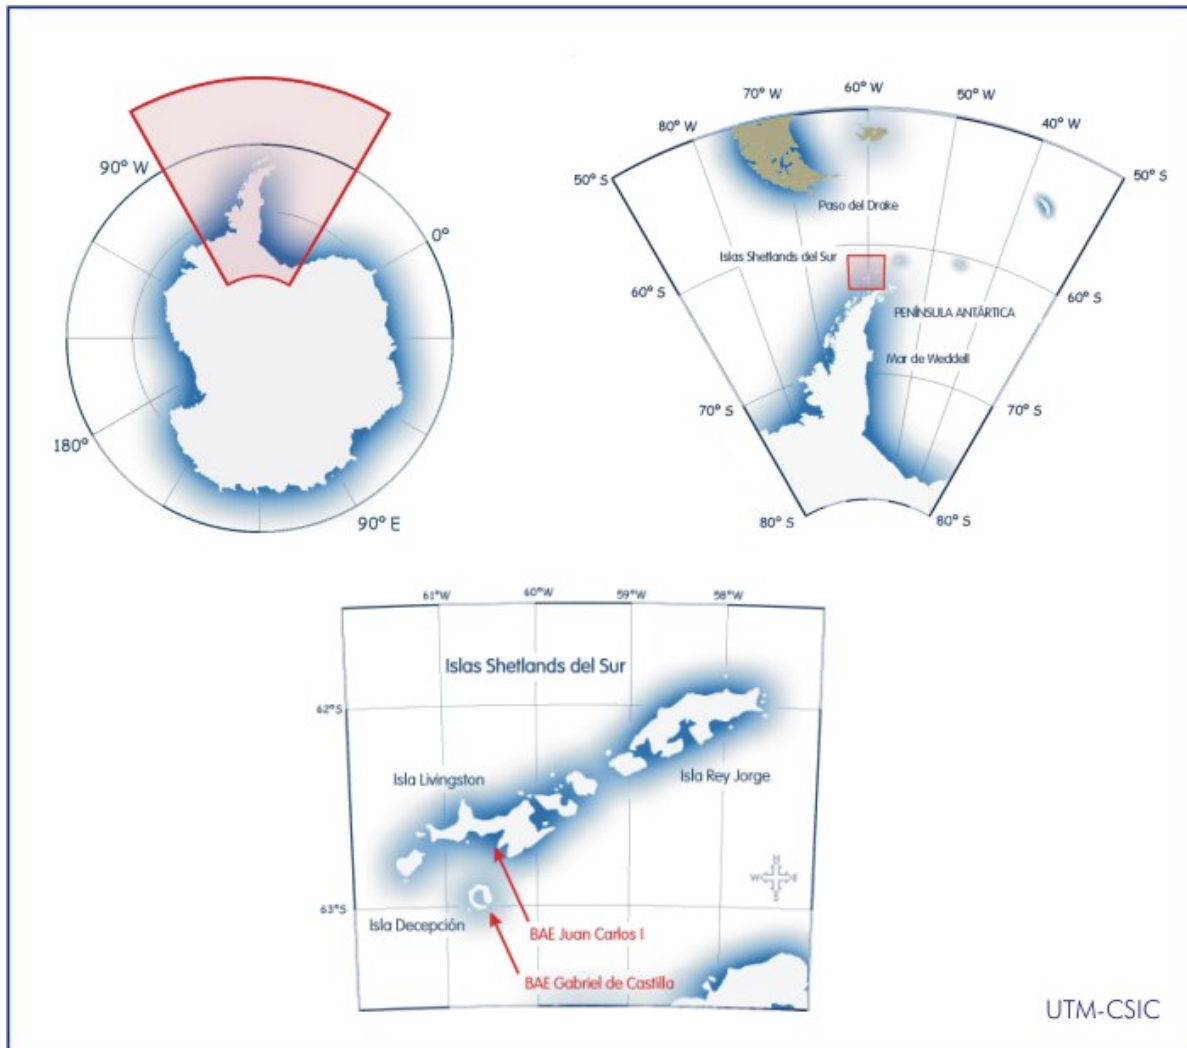 90° W
0°
180°
90° E
80° W
70° W
60° W
50° W
40° W
50° S
50° S
Paso del Drake
Islas Shetlands del Sur
60° S
60° S
PENÍNSULA ANTÁRTICA
Mar de Weddell
70° S
70° S
80° S
80° S
61°W
60°W
59°W
58°W
Islas Shetlands del Sur
62°S
Isla Livingston
Isla Rey Jorge
N
W
E
S
63°S
Isla Decepción
BAE Juan Carlos I
BAE Gabriel de Castilla
UTM-CSIC